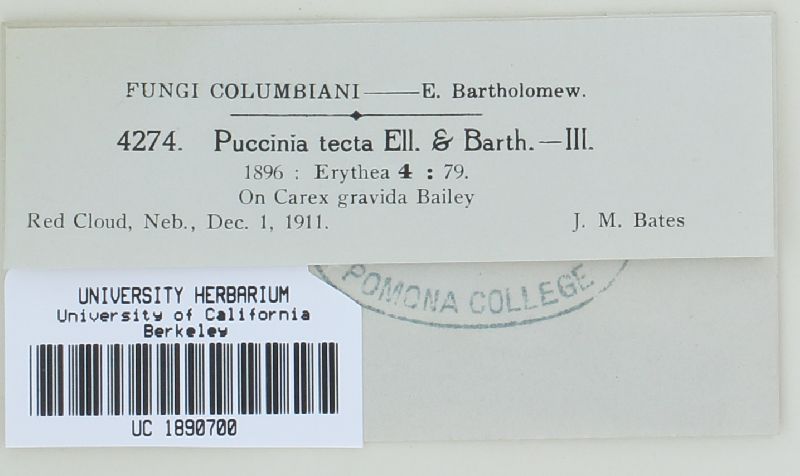 FUNGI COLUMBIANI——E. Bartholomew.
4274. Puccinia tecta Ell. & Barth.—III.
1896 : Erythea 4 : 79.
On Carex gravida Bailey
Red Cloud, Neb., Dec. 1, 1911. J. M. Bates
POMONA COLLEGE
UNIVERSITY HERBARIUM
University of California
Berkeley
UC 1890700